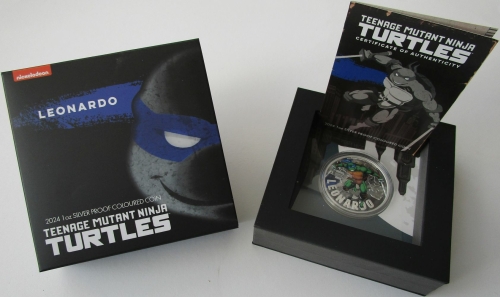 nickelodeon
LEONARDO
2024 1oz SILVER PROOF COLOURED COIN
TEENAGE MUTANT NINJA
TURTLES
TEENAGE MUTANT NINJA
TURTLES
CERTIFICATE OF AUTHENTICITY
LEONARDO